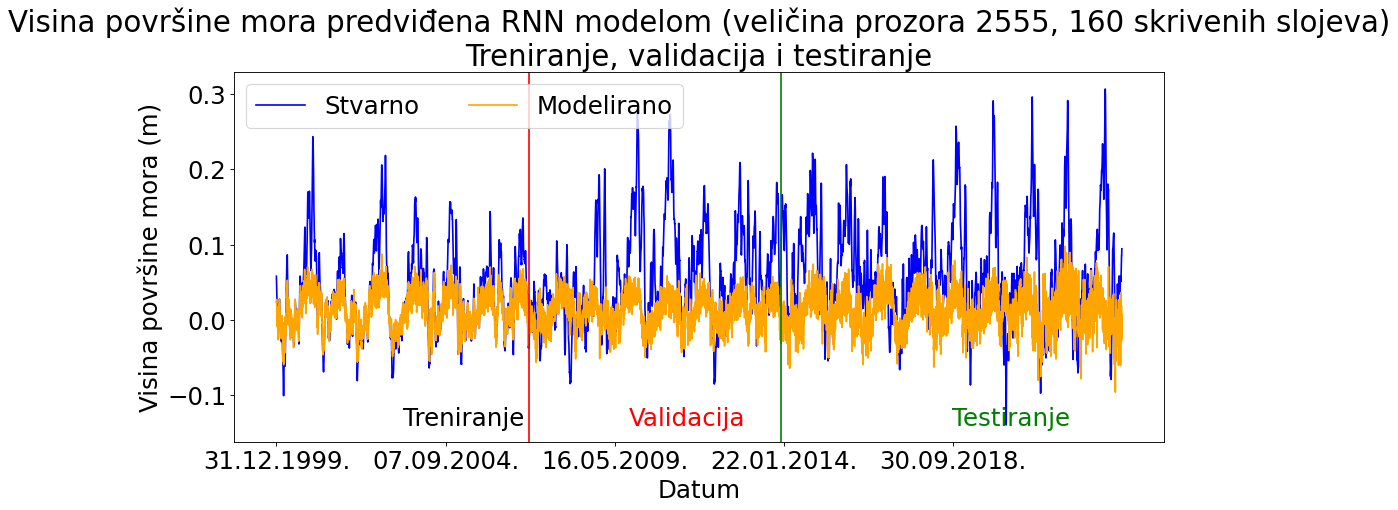 Visina površine mora predviđena RNN modelom (veličina prozora 2555, 160 skrivenih slojeva)
Treniranje, validacija i testiranje
Stvarno Modelirano
Visina površine mora (m)
0.3
0.2
0.1
0.0
−0.1
Treniranje Validacija Testiranje
31.12.1999. 07.09.2004. 16.05.2009. 22.01.2014. 30.09.2018.
Datum